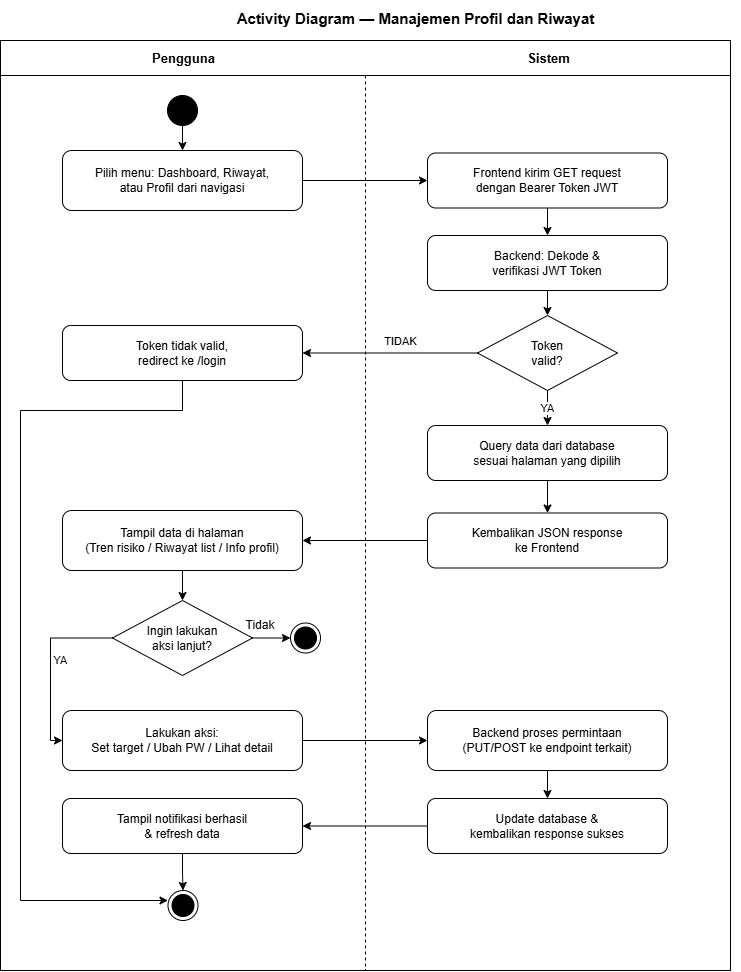 Activity Diagram — Manajemen Profil dan Riwayat
Pengguna
Sistem
Pilih menu: Dashboard, Riwayat,
atau Profil dari navigasi
Frontend kirim GET request
dengan Bearer Token JWT
Backend: Dekode &
verifikasi JWT Token
Token
valid?
TIDAK
Token tidak valid,
redirect ke /login
YA
Query data dari database
sesuai halaman yang dipilih
Kembalikan JSON response
ke Frontend
Tampil data di halaman
(Tren risiko / Riwayat list / Info profil)
Ingin lakukan
aksi lanjut?
Tidak
YA
Lakukan aksi:
Set target / Ubah PW / Lihat detail
Backend proses permintaan
(PUT/POST ke endpoint terkait)
Update database &
kembalikan response sukses
Tampil notifikasi berhasil
& refresh data